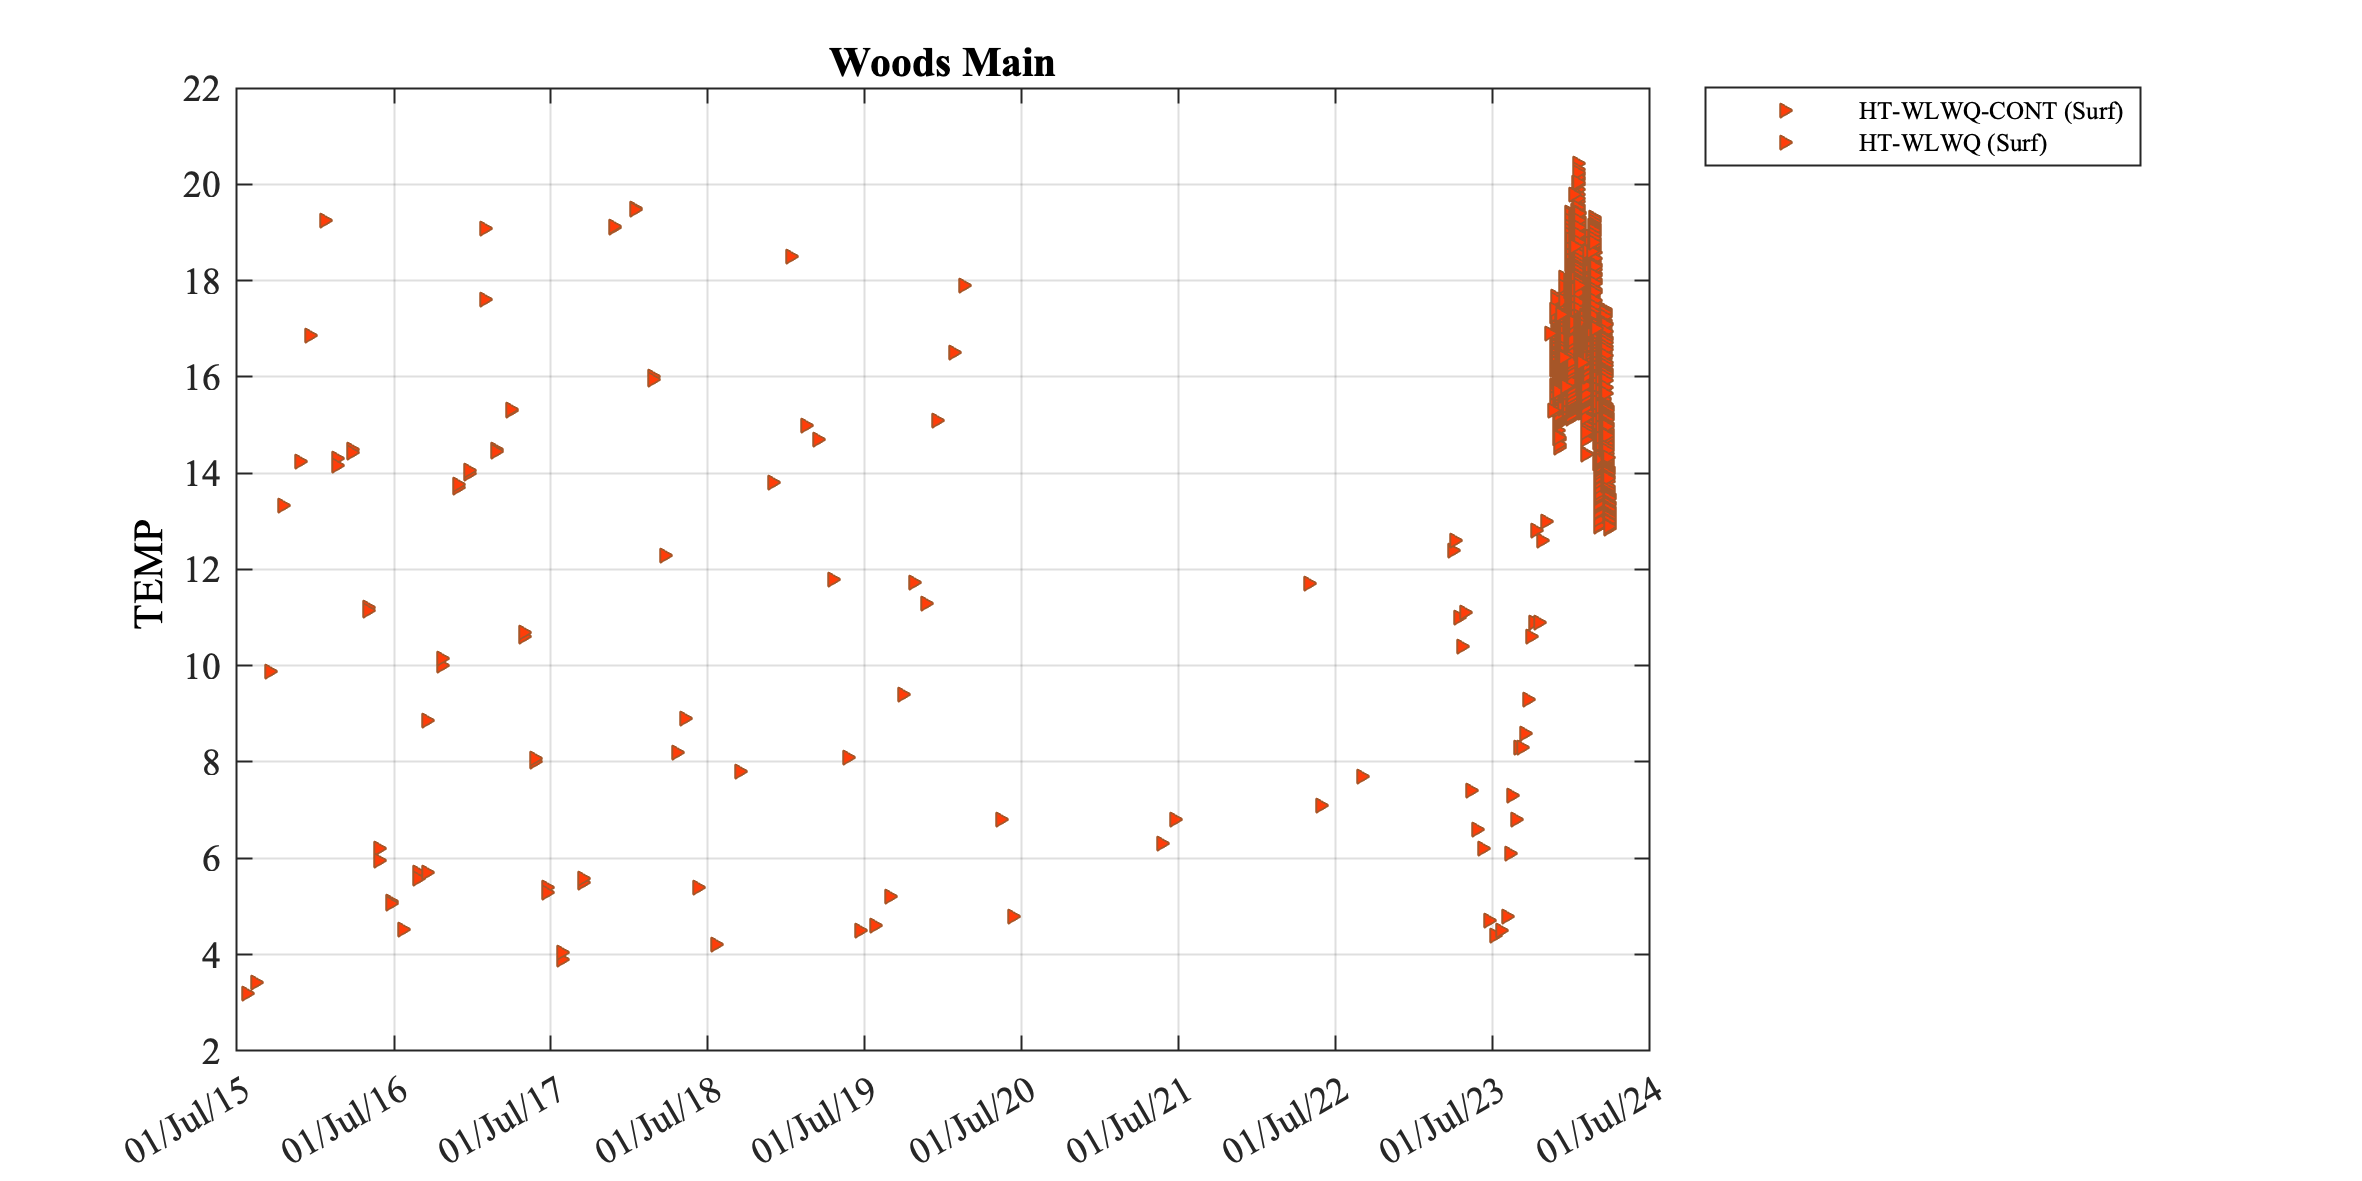 Woods Main
HT-WLWQ-CONT (Surf)
HT-WLWQ (Surf)
TEMP
22
20
18
16
14
12
10
8
6
4
2
01/Jul/15
01/Jul/16
01/Jul/17
01/Jul/18
01/Jul/19
01/Jul/20
01/Jul/21
01/Jul/22
01/Jul/23
01/Jul/24